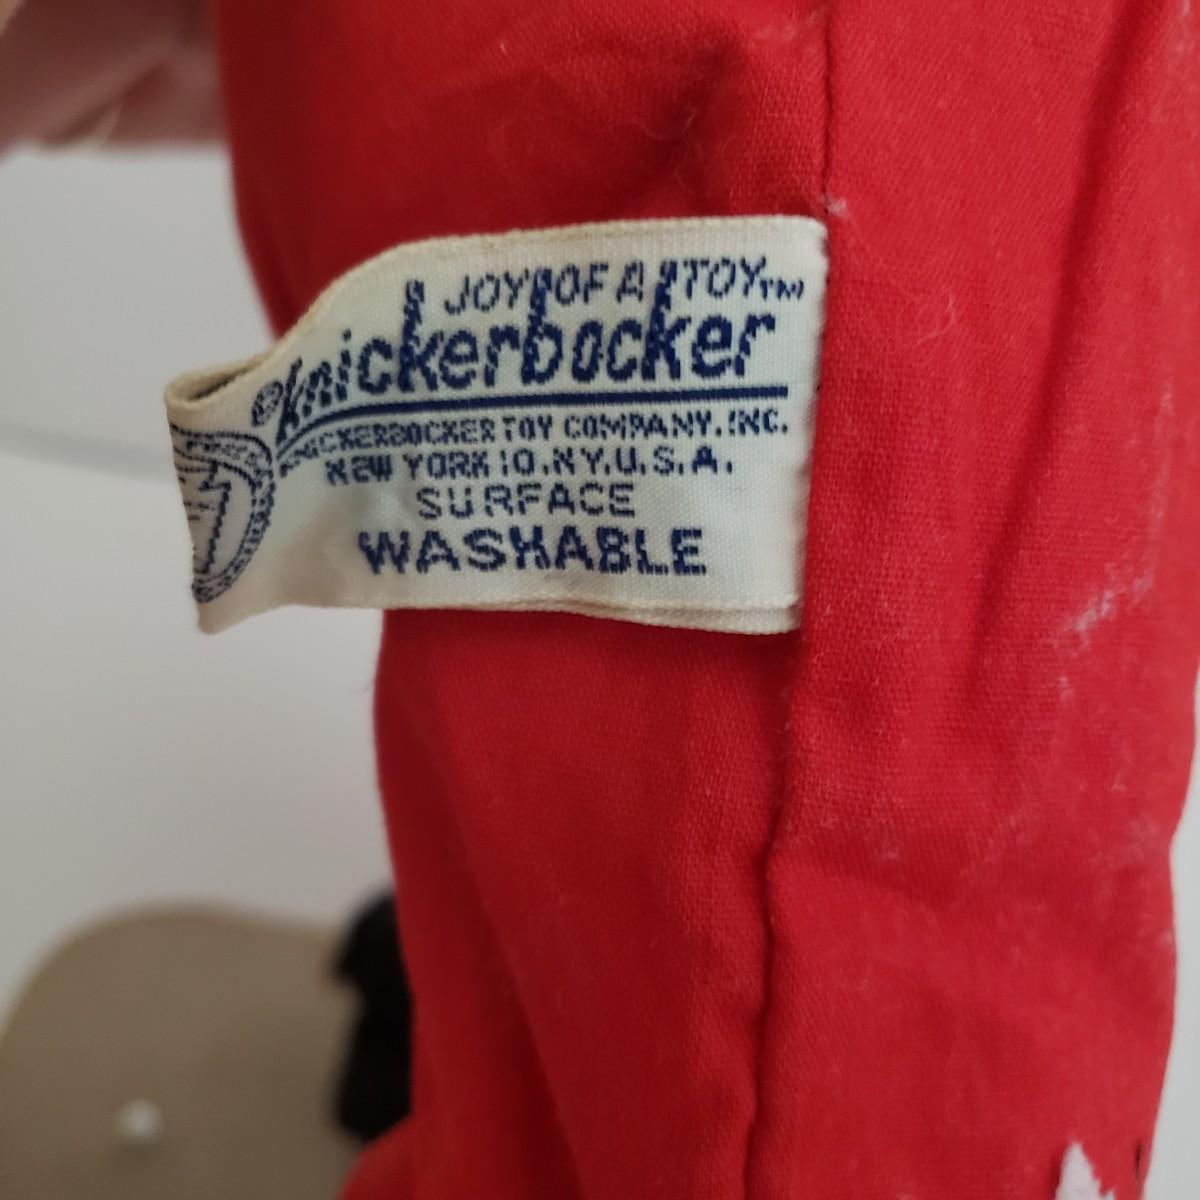 JOY OF A TOY™
®Knickerbocker
KNICKERBOCKER TOY COMPANY, INC.
NEW YORK 10, N.Y. U.S.A.
SURFACE
WASHABLE